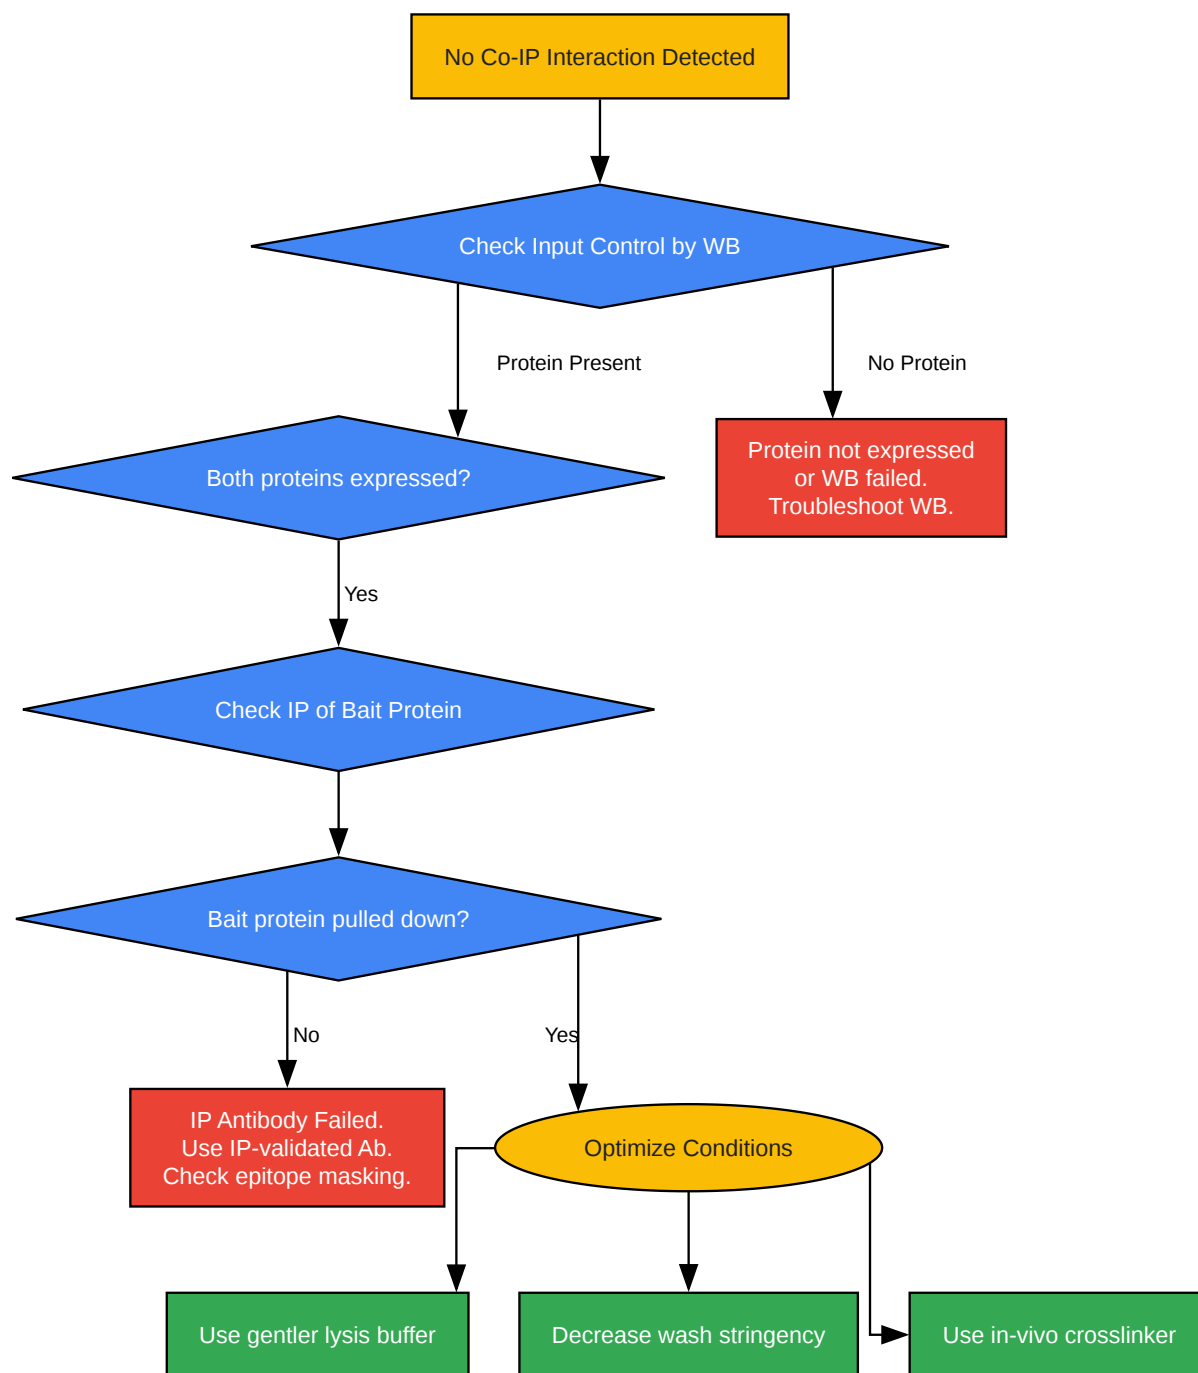 No Co-IP Interaction Detected
Check Input Control by WB
Protein Present
No Protein
Both proteins expressed?
Protein not expressed
or WB failed.
Troubleshoot WB.
Yes
Check IP of Bait Protein
Bait protein pulled down?
No
Yes
IP Antibody Failed.
Use IP-validated Ab.
Check epitope masking.
Optimize Conditions
Use gentler lysis buffer
Decrease wash stringency
Use in-vivo crosslinker